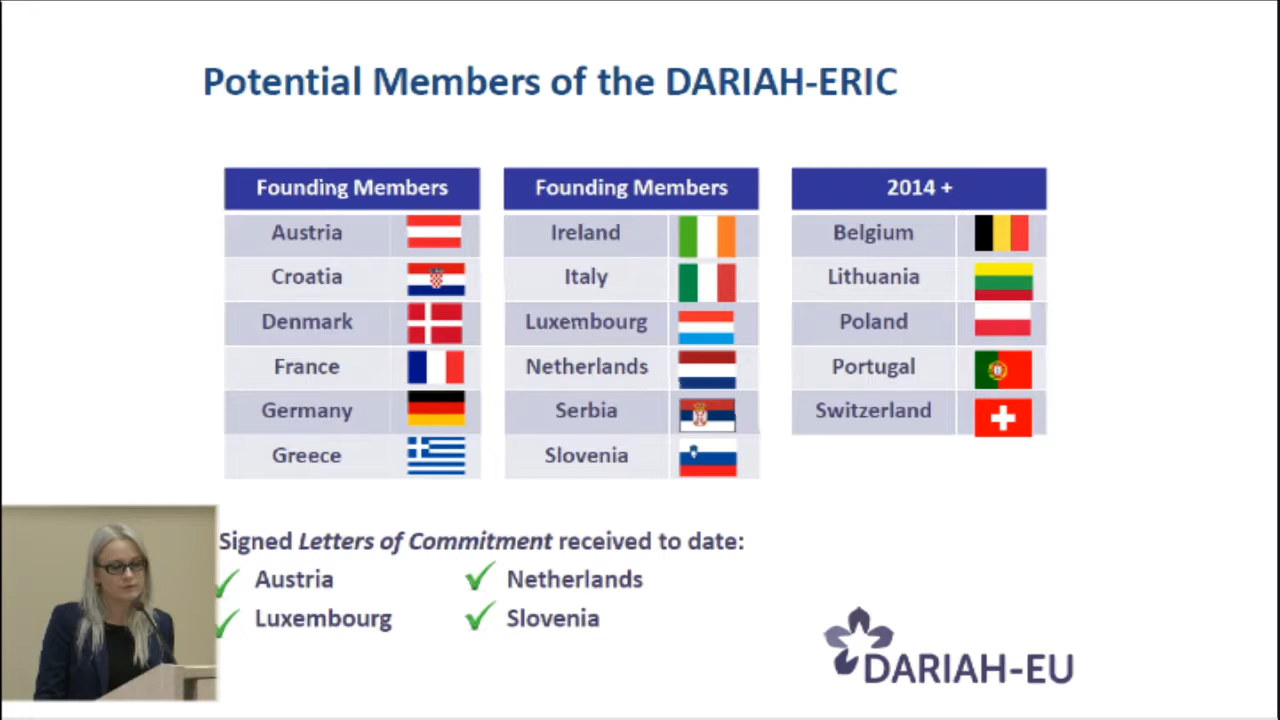 Potential Members of the DARIAH-ERIC
Founding Members
Austria
Croatia
Denmark
France
Germany
Greece
Founding Members
Ireland
Italy
Luxembourg
Netherlands
Serbia
Slovenia
2014 +
Belgium
Lithuania
Poland
Portugal
Switzerland
Signed Letters of Commitment received to date:
Austria
Luxembourg
Netherlands
Slovenia
DARIAH-EU